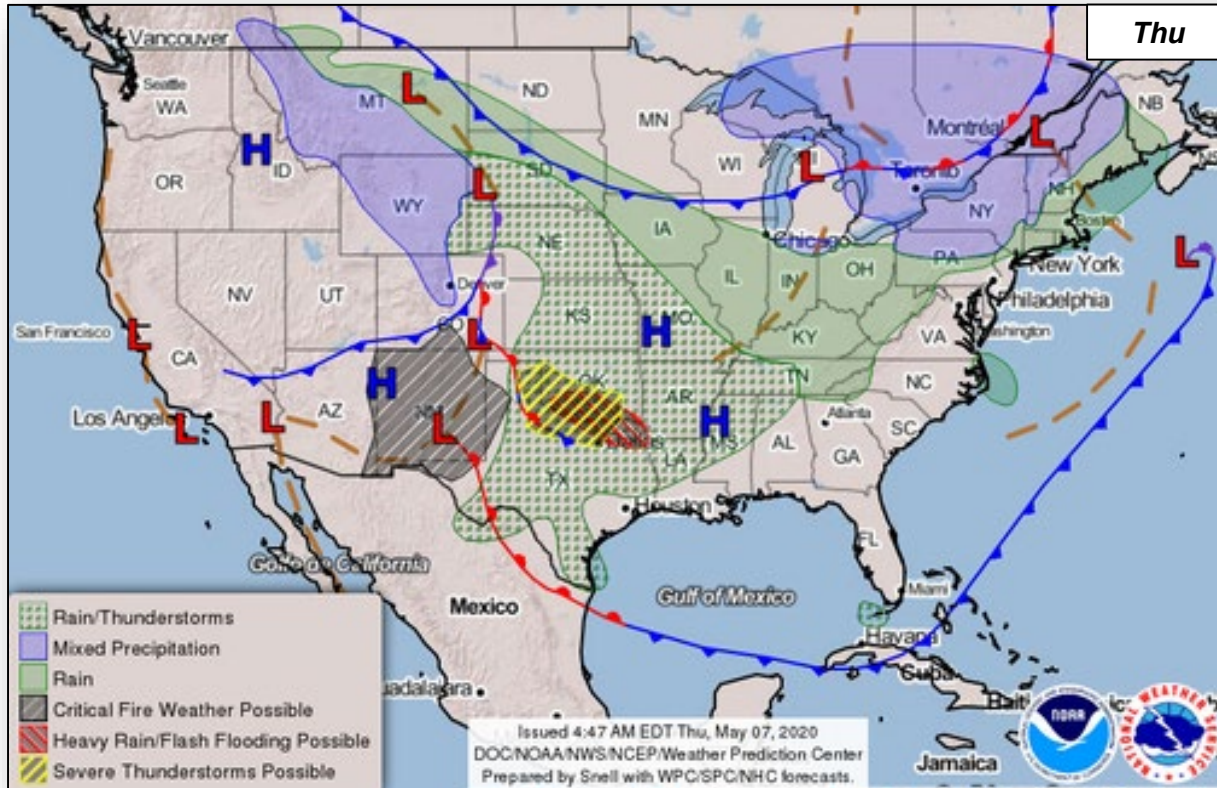 Thu
Vancouver
Seattle
WA
MT
ND
MN
Montréal
NB
L
L
L
L
H
ID
OR
WI
MI
Toronto
NH
Boston
L
SD
WY
NY
L
NE
IA
Chicago
PA
New York
Philadelphia
NV
UT
Denver
IL
IN
OH
San Francisco
L
CA
CO
L
KS
MO
H
KY
VA
Washington
H
OK
TN
NC
Los Angeles
L
L
AZ
NM
L
AR
H
Atlanta
SC
Dallas
MS
AL
GA
TX
LA
Houston
FL
Golfo de California
Mexico
Gulf of Mexico
Miami
Havana
Cuba
Jamaica
Rain/Thunderstorms
Mixed Precipitation
Rain
Critical Fire Weather Possible
Heavy Rain/Flash Flooding Possible
Severe Thunderstorms Possible
Issued 4:47 AM EDT Thu, May 07, 2020
DOC/NOAA/NWS/NCEP/Weather Prediction Center
Prepared by Snell with WPC/SPC/NHC forecasts.
NOAA
NATIONAL WEATHER SERVICE